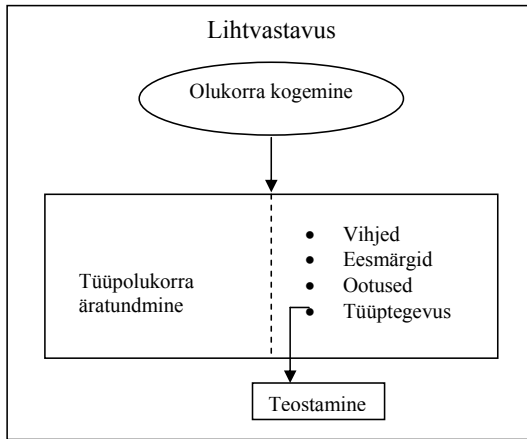 Lihtvastavus
Olukorra kogemine
Tüüpolukorra
äratundmine
• Vihjed
• Eesmärgid
• Ootused
• Tüüptegevus
Teostamine